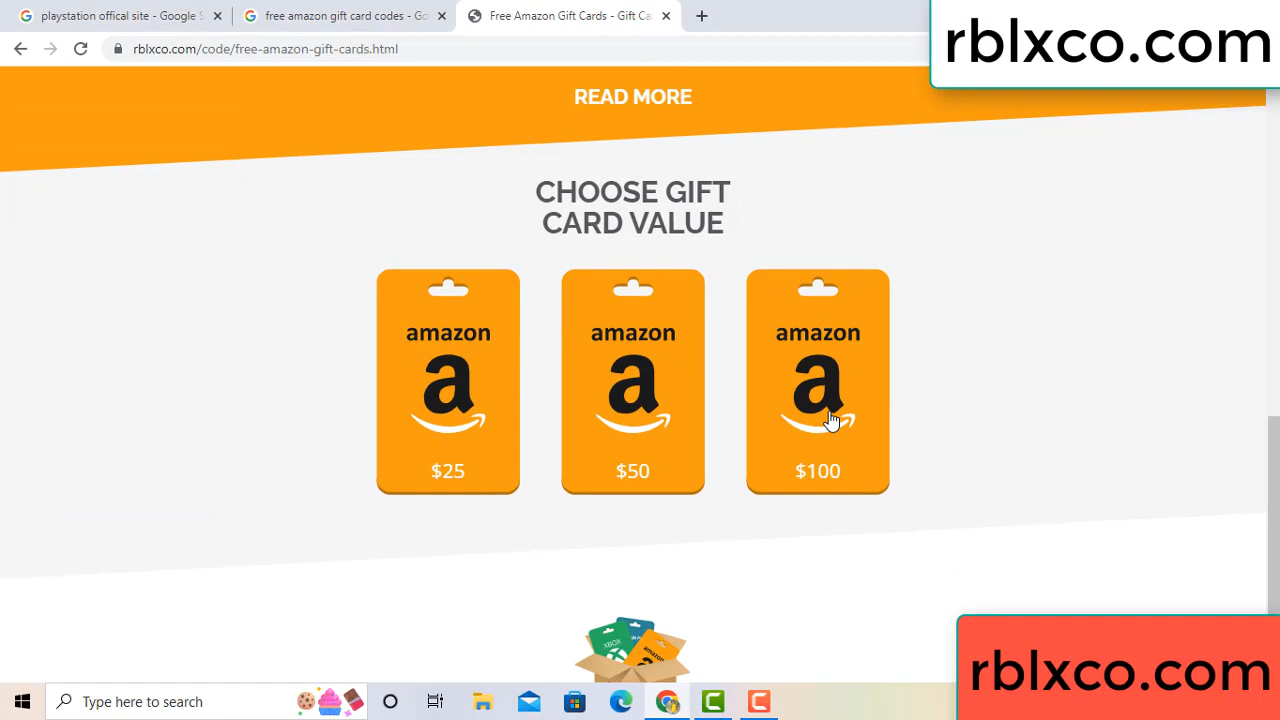 playstation offical site - Google S
free amazon gift card codes - Go
Free Amazon Gift Cards - Gift Ca
rblxco.com/code/free-amazon-gift-cards.html
rblxco.com
READ MORE
CHOOSE GIFT
CARD VALUE
amazon
a
$25
amazon
a
$50
amazon
a
$100
XBOX
amazon
rblxco.com
Type here to search